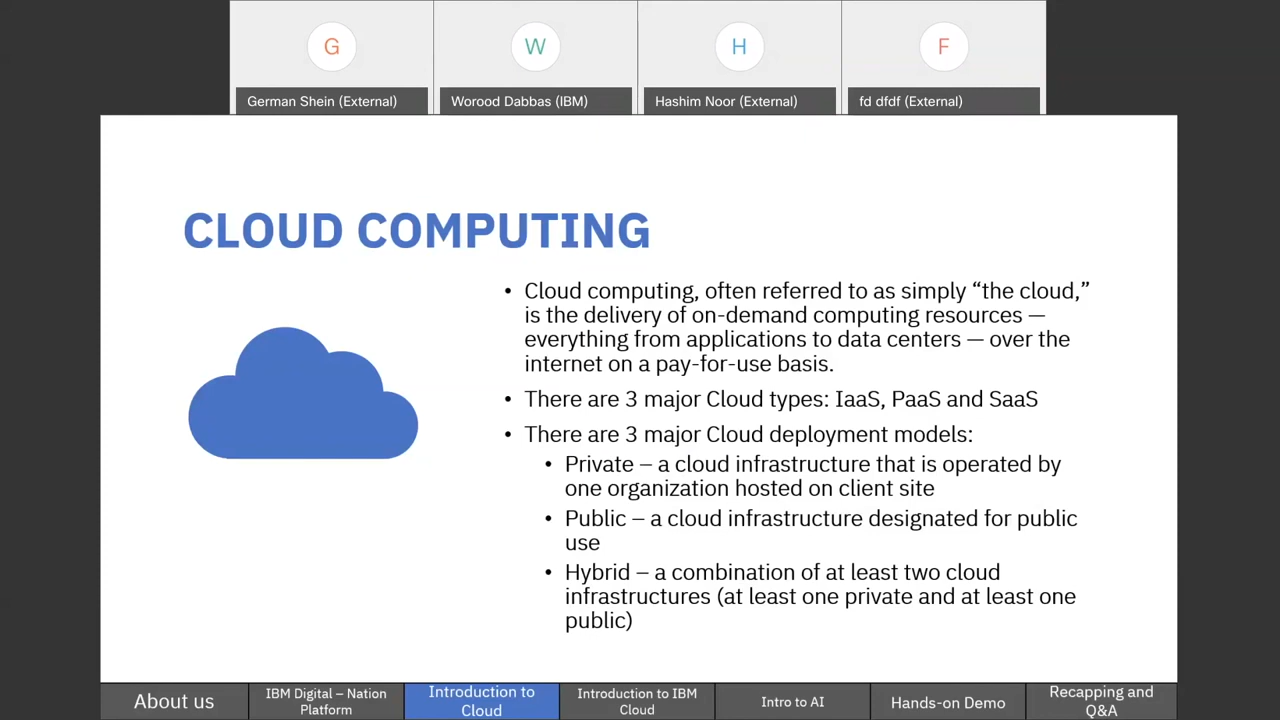 G
W
H
F
German Shein (External)
Worood Dabbas (IBM)
Hashim Noor (External)
fd dfdf (External)
CLOUD COMPUTING
• Cloud computing, often referred to as simply “the cloud,”
is the delivery of on-demand computing resources —
everything from applications to data centers — over the
internet on a pay-for-use basis.
• There are 3 major Cloud types: IaaS, PaaS and SaaS
• There are 3 major Cloud deployment models:
• Private – a cloud infrastructure that is operated by
one organization hosted on client site
• Public – a cloud infrastructure designated for public
use
• Hybrid – a combination of at least two cloud
infrastructures (at least one private and at least one
public)
About us
IBM Digital – Nation
Platform
Introduction to
Cloud
Introduction to IBM
Cloud
Intro to AI
Hands-on Demo
Recapping and
Q&A